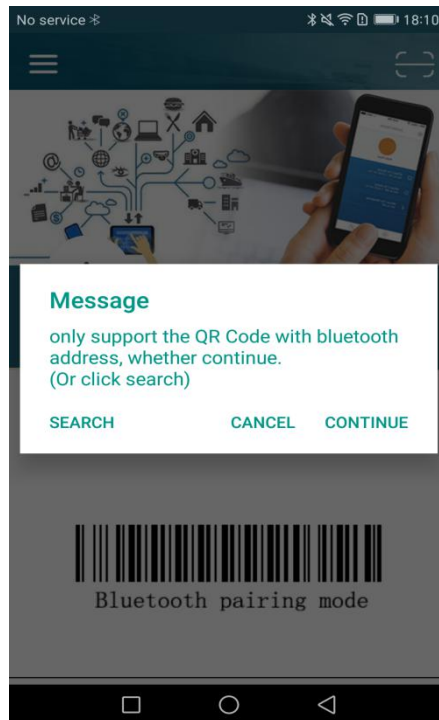 No service
18:10
Message
only support the QR Code with bluetooth
address, whether continue.
(Or click search)
SEARCH CANCEL CONTINUE
Bluetooth pairing mode